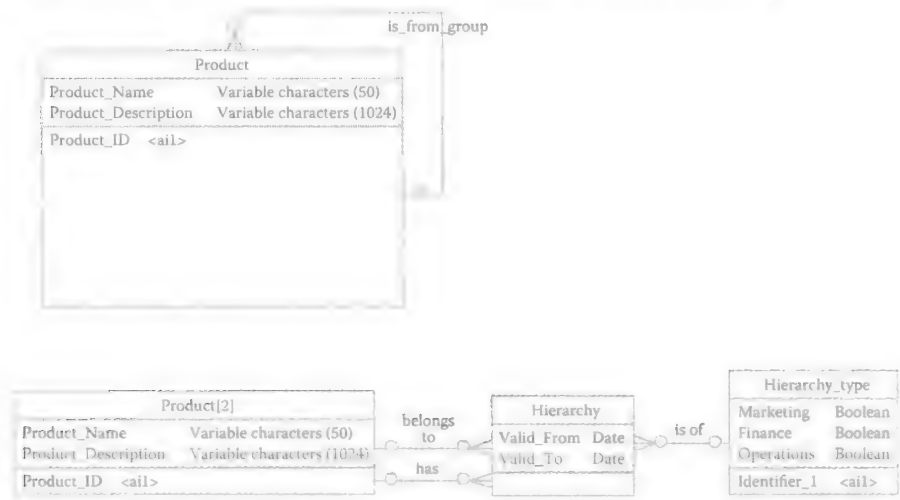 is_from_group
Product
Product_Name Variable characters (50)
Product_Description Variable characters (1024)
Product_ID <ai1>
Product[2]
Product_Name Variable characters (50)
Product_Description Variable characters (1024)
Product_ID <ai1>
belongs
to
has
Hierarchy
Valid_From Date
Valid_To Date
is of
Hierarchy_type
Marketing Boolean
Finance Boolean
Operations Boolean
Identifier_1 <ai1>